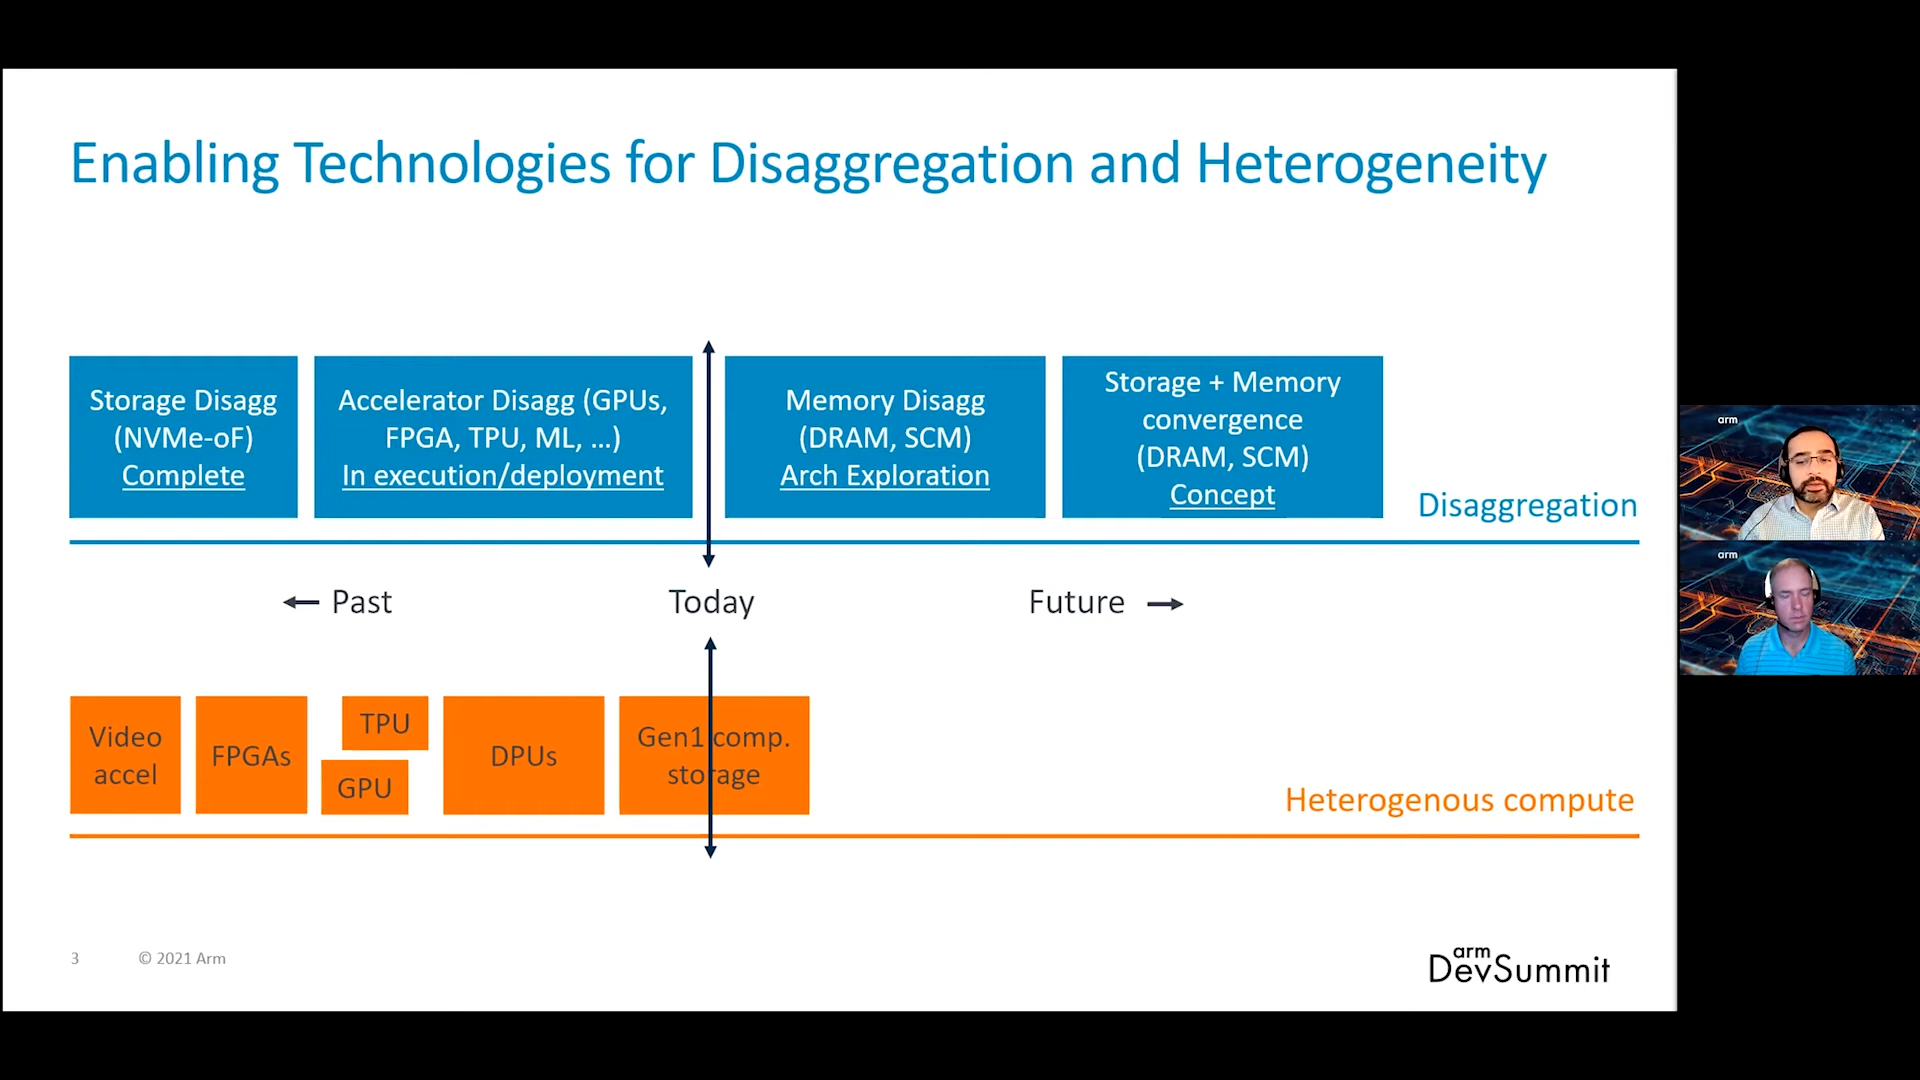 Enabling Technologies for Disaggregation and Heterogeneity
Storage Disagg
(NVMe-oF)
Complete
Accelerator Disagg (GPUs,
FPGA, TPU, ML, ...)
In execution/deployment
Memory Disagg
(DRAM, SCM)
Arch Exploration
Storage + Memory
convergence
(DRAM, SCM)
Concept
Disaggregation
Past
Today
Future
Video
accel
FPGAs
TPU
GPU
DPUs
Gen1 comp.
storage
Heterogenous compute
3
© 2021 Arm
arm
DevSummit
arm
arm